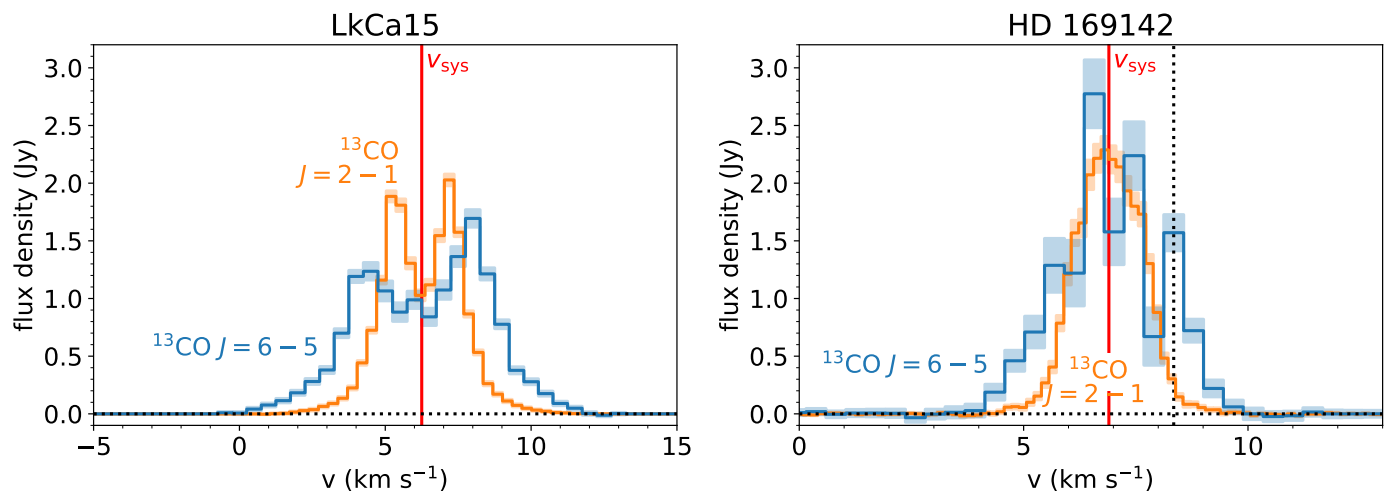 LkCa15
3.0
2.5
2.0
1.5
1.0
0.5
0.0
flux density (Jy)
v_sys
¹³CO
J = 2 − 1
¹³CO J = 6 − 5
−5
0
5
10
15
v (km s⁻¹)
HD 169142
3.0
2.5
2.0
1.5
1.0
0.5
0.0
flux density (Jy)
v_sys
¹³CO J = 6 − 5
¹³CO
J = 2 − 1
0
5
10
v (km s⁻¹)